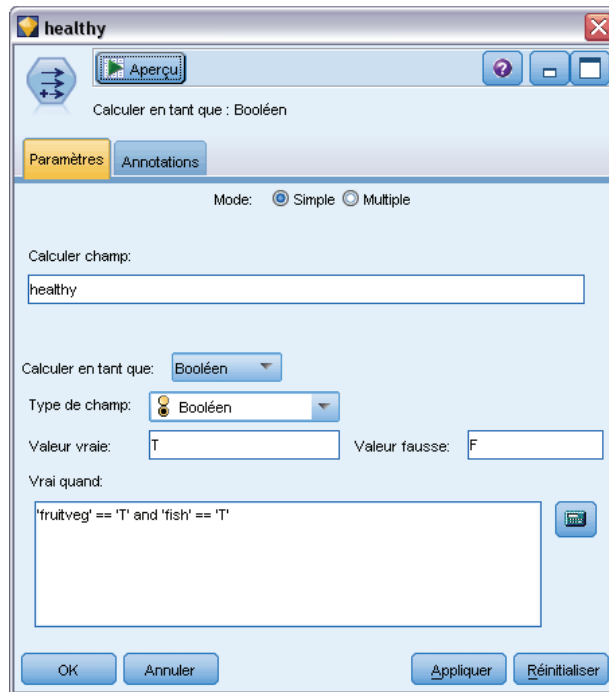 healthy
Aperçu
Calculer en tant que : Booléen
Paramètres Annotations
Mode: Simple Multiple
Calculer champ:
healthy
Calculer en tant que: Booléen
Type de champ: Booléen
Valeur vraie: T Valeur fausse: F
Vrai quand:
'fruitveg' == 'T' and 'fish' == 'T'
OK Annuler Appliquer Réinitialiser